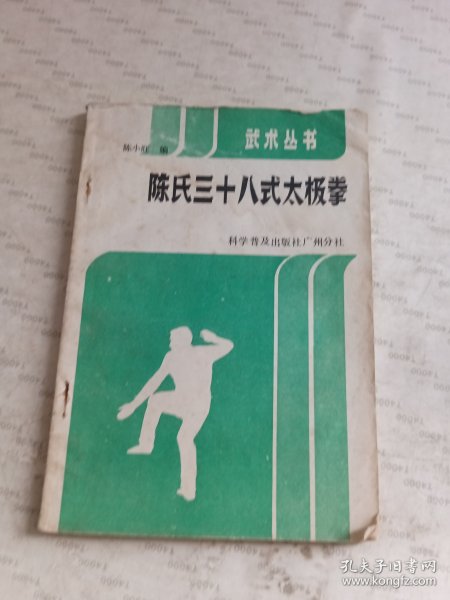 武术丛书
陈小旺 编
陈氏三十八式太极拳
科学普及出版社广州分社
孔夫子旧书网
www.kongfz.com